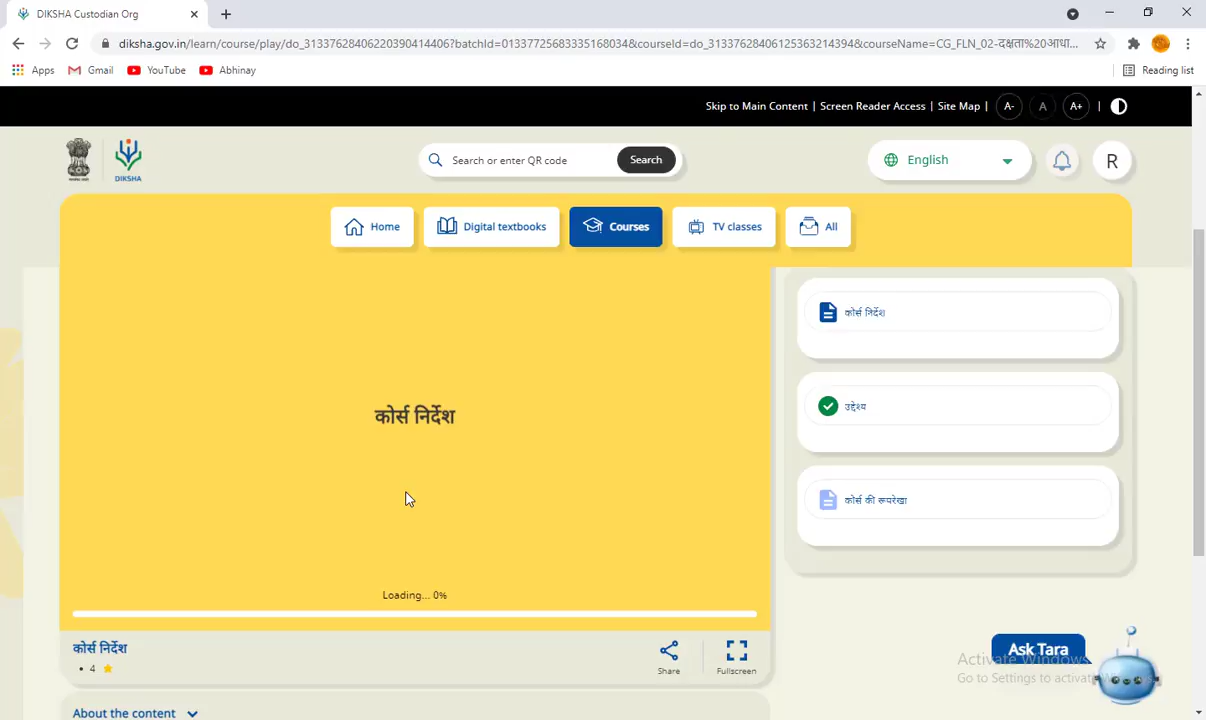 DIKSHA Custodian Org
diksha.gov.in/learn/course/play/do_31337628406220390414406?batchId=01337725683335168034&courseId=do_31337628406125363214394&courseName=CG_FLN_02-दक्षता%20आधा...
Apps Gmail YouTube Abhinay Reading list
Skip to Main Content | Screen Reader Access | Site Map | A- A A+ |
DIKSHA
Search or enter QR code Search English R
Home Digital textbooks Courses TV classes All
कोर्स निर्देश
उद्देश्य
कोर्स निर्देश
कोर्स की रूपरेखा
Loading... 0%
कोर्स निर्देश
4
Share Fullscreen
Ask Tara
Activate Windows
Go to Settings to activate
About the content